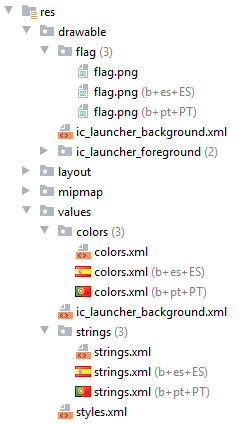 res
drawable
flag (3)
flag.png
flag.png (b+es+ES)
flag.png (b+pt+PT)
ic_launcher_background.xml
ic_launcher_foreground (2)
layout
mipmap
values
colors (3)
colors.xml
colors.xml (b+es+ES)
colors.xml (b+pt+PT)
ic_launcher_background.xml
strings (3)
strings.xml
strings.xml (b+es+ES)
strings.xml (b+pt+PT)
styles.xml